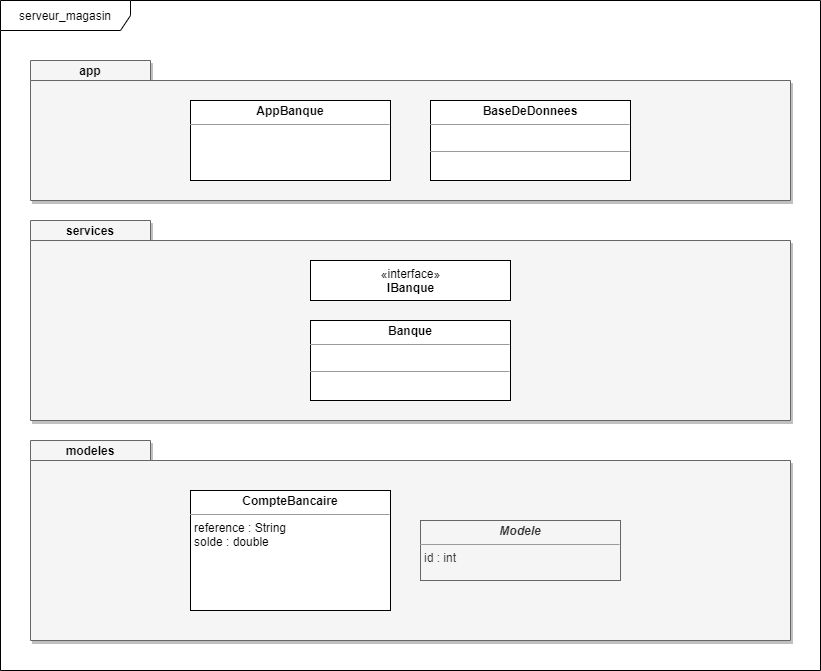 serveur_magasin
app
AppBanque
BaseDeDonnees
services
«interface»
IBanque
Banque
modeles
CompteBancaire
reference : String
solde : double
Modele
id : int